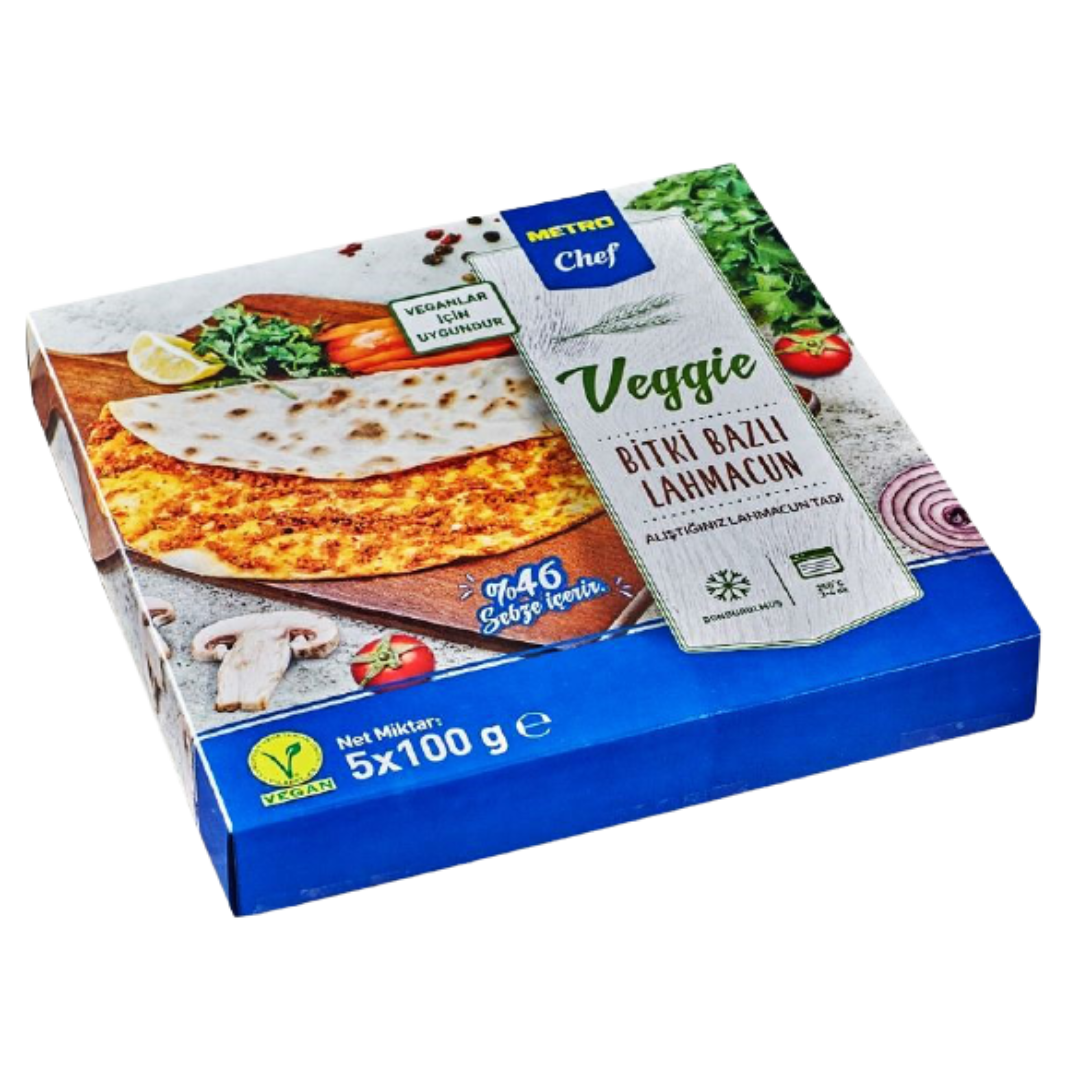 METRO
Chef
VEGANLAR
İÇİN
UYGUNDUR
Veggie
BİTKİ BAZLI
LAHMACUN
ALIŞTIĞINIZ LAHMACUN TADI
DONDURULMUŞ
%46
Sebze içerir.
Net Miktar:
5x100 g e
VEGAN